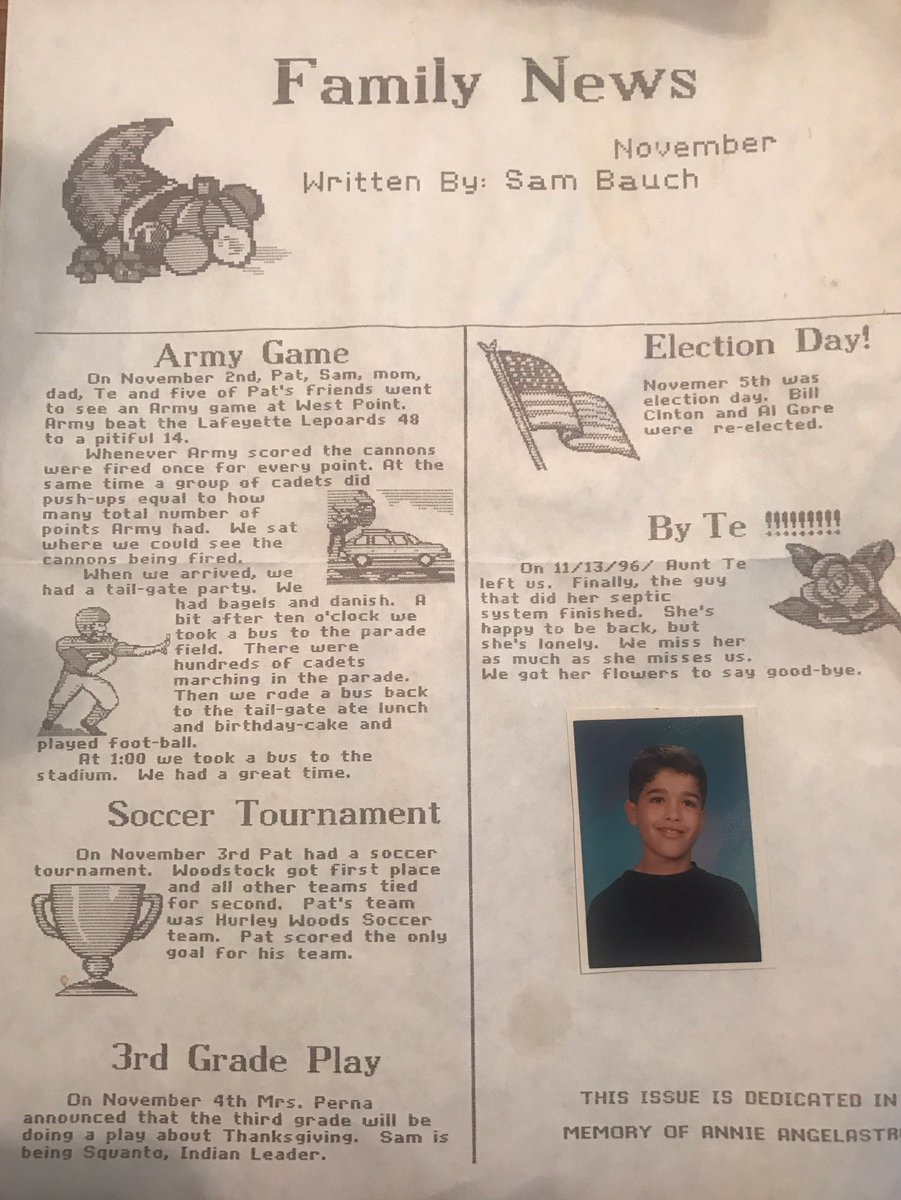 Family News
November
Written By: Sam Bauch
Army Game
On November 2nd, Pat, Sam, mom,
dad, Te and five of Pat's friends went
to see an Army game at West Point.
Army beat the LaFeyette Lepoards 48
to a pitiful 14.
Whenever Army scored the cannons
were fired once for every point. At the
same time a group of cadets did
push-ups equal to how
many total number of
points Army had. We sat
where we could see the
cannons being fired.
When we arrived, we
had a tail-gate party. We
had bagels and danish. A
bit after ten o'clock we
took a bus to the parade
field. There were
hundreds of cadets
marching in the parade.
Then we rode a bus back
to the tail-gate ate lunch
and birthday-cake and
played foot-ball.
At 1:00 we took a bus to the
stadium. We had a great time.
Soccer Tournament
On November 3rd Pat had a soccer
tournament. Woodstock got first place
and all other teams tied
for second. Pat's team
was Hurley Woods Soccer
team. Pat scored the only
goal for his team.
3rd Grade Play
On November 4th Mrs. Perna
announced that the third grade will be
doing a play about Thanksgiving. Sam is
being Squanto, Indian Leader.
Election Day!
Novemer 5th was
election day. Bill
Clnton and Al Gore
were re-elected.
By Te !!!!!!!!!
On 11/13/96/ Aunt Te
left us. Finally, the guy
that did her septic
system finished. She's
happy to be back, but
she's lonely. We miss her
as much as she misses us.
We got her flowers to say good-bye.
THIS ISSUE IS DEDICATED IN
MEMORY OF ANNIE